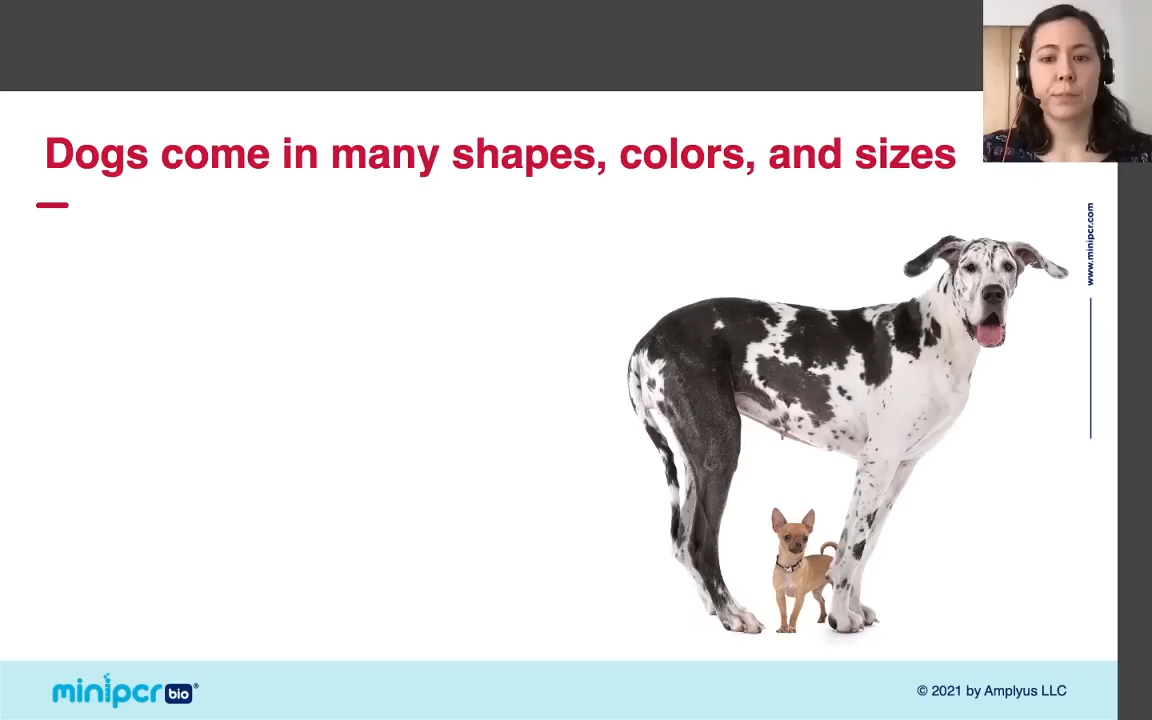 Dogs come in many shapes, colors, and sizes
www.minipcr.com
minipcr bio®
© 2021 by Amplyus LLC